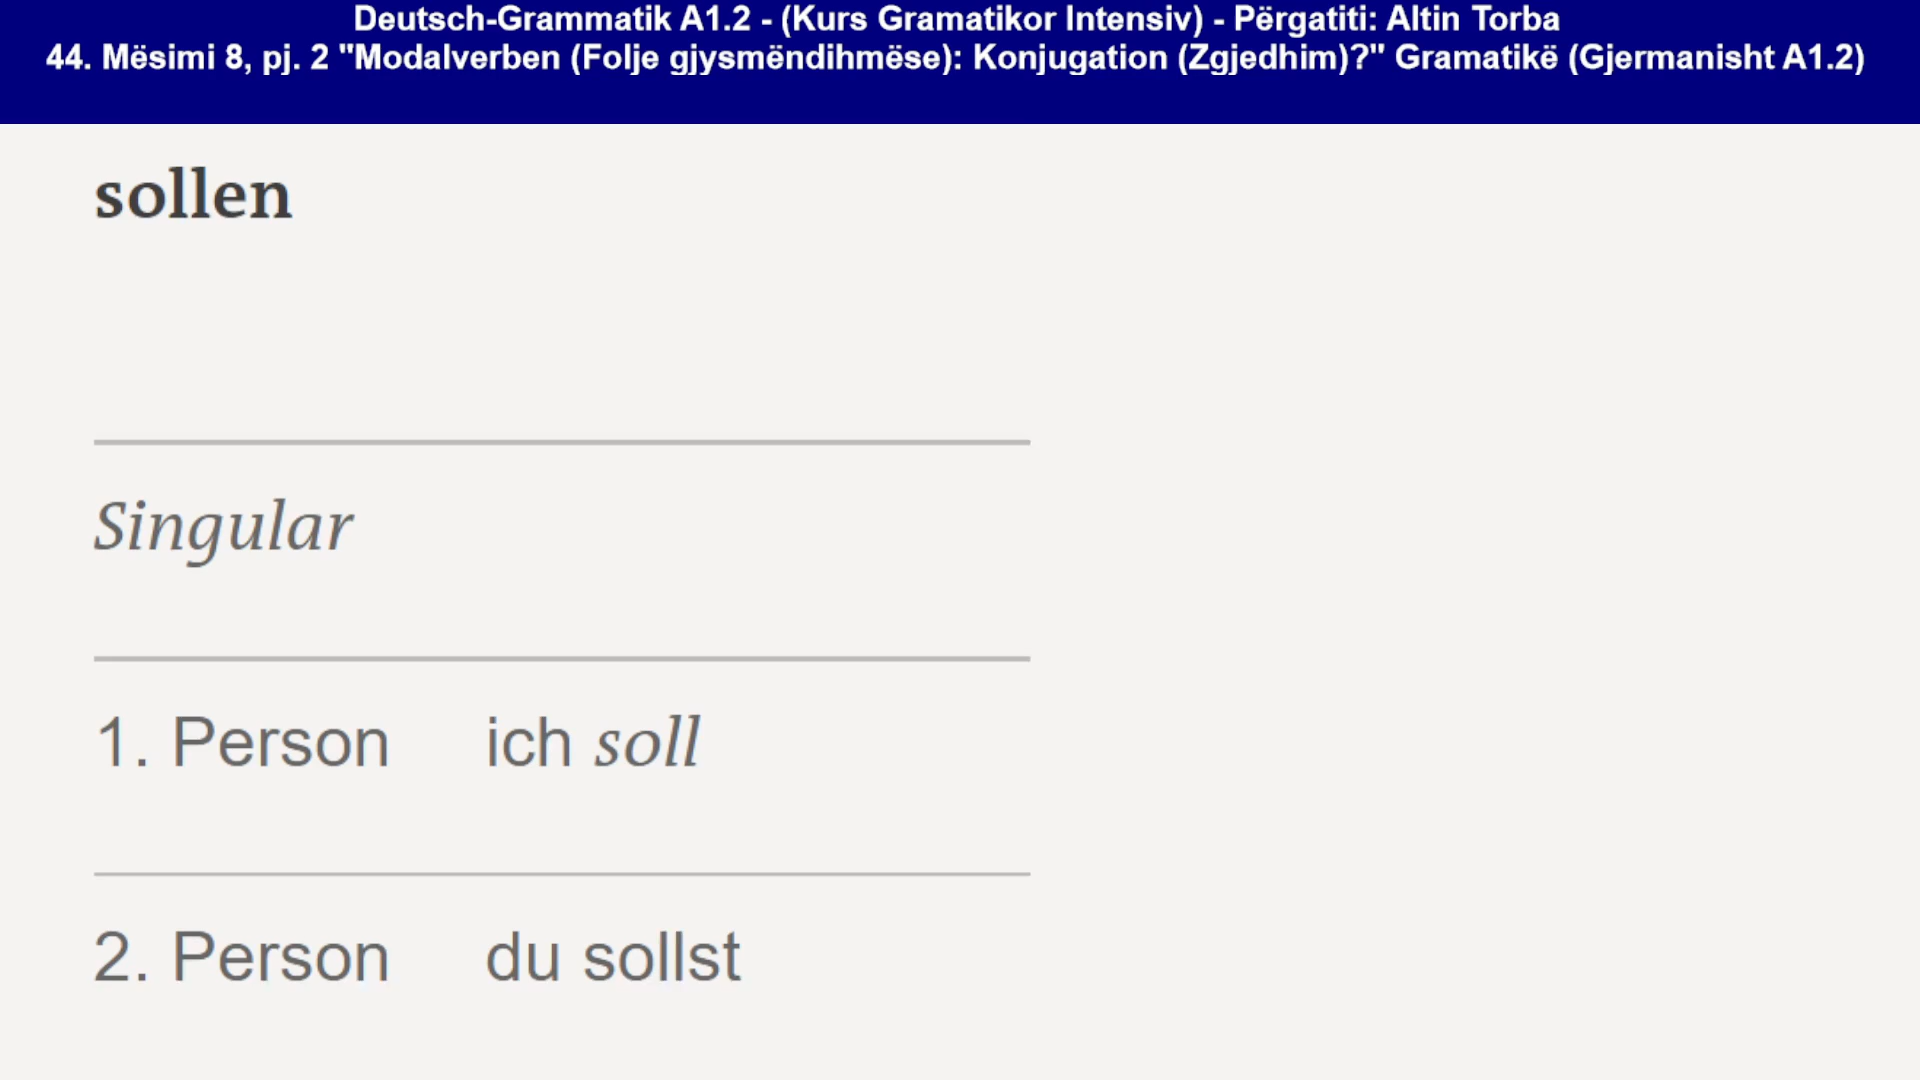 Deutsch-Grammatik A1.2 - (Kurs Gramatikor Intensiv) - Përgatiti: Altin Torba
44. Mësimi 8, pj. 2 "Modalverben (Folje gjysmëndihmëse): Konjugation (Zgjedhim)?" Gramatikë (Gjermanisht A1.2)
sollen
Singular
1. Person ich soll
2. Person du sollst